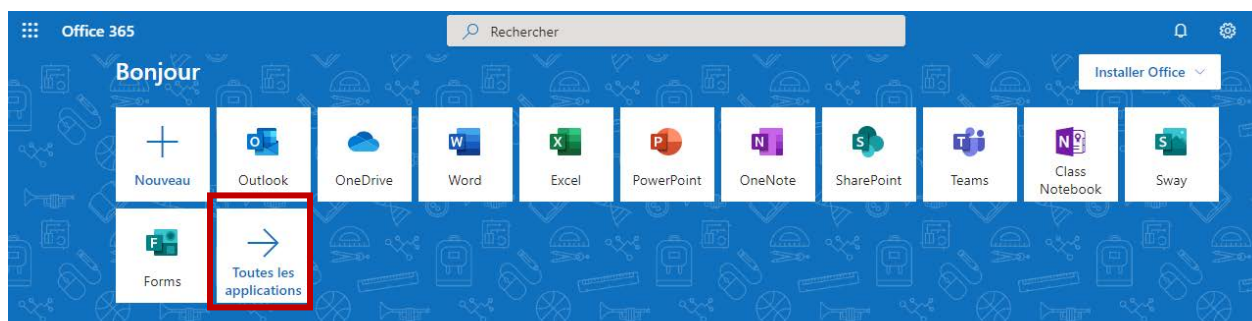 Office 365
Rechercher
Bonjour
Installer Office
Nouveau
Outlook
OneDrive
Word
Excel
PowerPoint
OneNote
SharePoint
Teams
Class
Notebook
Sway
Forms
Toutes les
applications